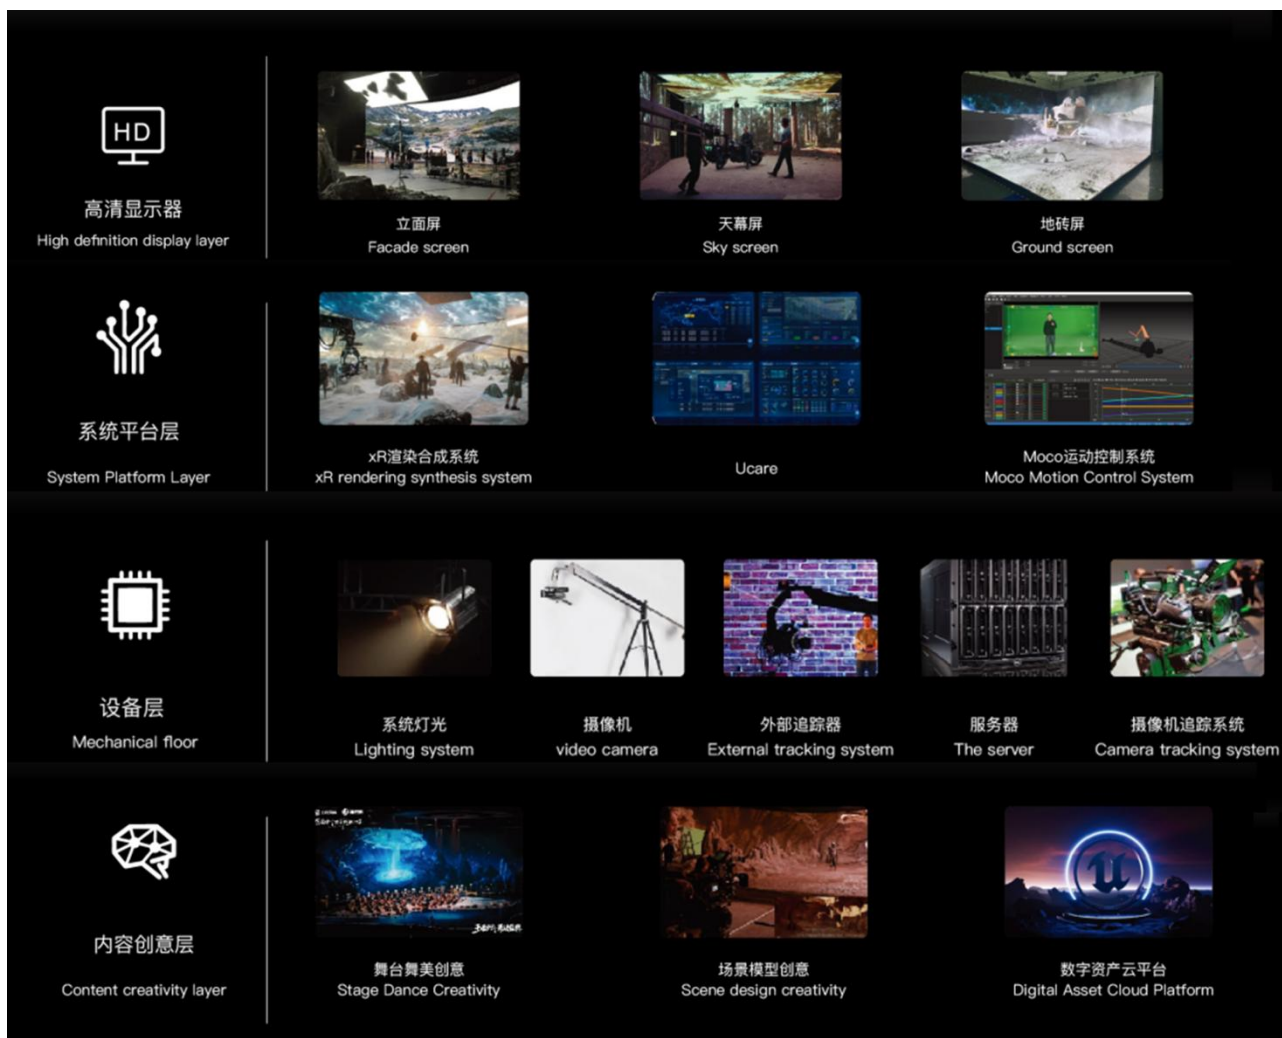 HD
高清显示器
High definition display layer
立面屏
Facade screen
天幕屏
Sky screen
地砖屏
Ground screen
系统平台层
System Platform Layer
xR渲染合成系统
xR rendering synthesis system
Ucare
Moco运动控制系统
Moco Motion Control System
设备层
Mechanical floor
系统灯光
Lighting system
摄像机
video camera
外部追踪器
External tracking system
服务器
The server
摄像机追踪系统
Camera tracking system
内容创意层
Content creativity layer
舞台舞美创意
Stage Dance Creativity
场景模型创意
Scene design creativity
数字资产云平台
Digital Asset Cloud Platform